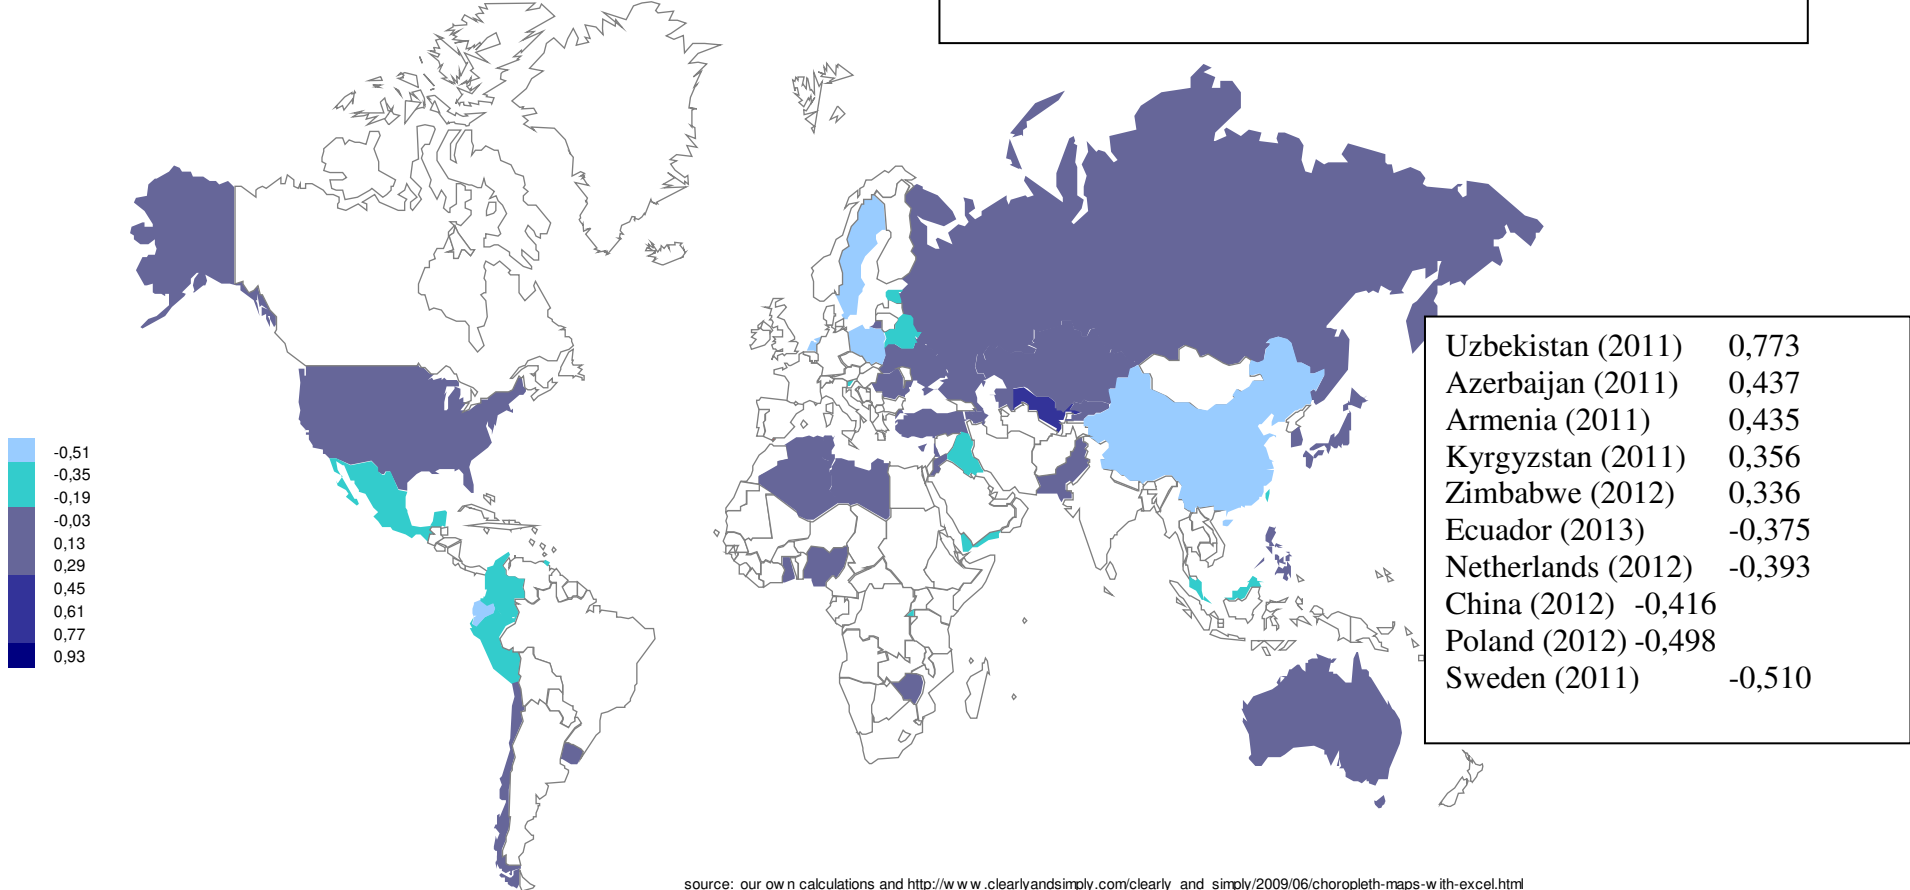 -0,51
-0,35
-0,19
-0,03
0,13
0,29
0,45
0,61
0,77
0,93
Uzbekistan (2011) 0,773
Azerbaijan (2011) 0,437
Armenia (2011) 0,435
Kyrgyzstan (2011) 0,356
Zimbabwe (2012) 0,336
Ecuador (2013) -0,375
Netherlands (2012) -0,393
China (2012) -0,416
Poland (2012) -0,498
Sweden (2011) -0,510
source: our own calculations and http://www.clearlyandsimply.com/clearly_and_simply/2009/06/choropleth-maps-with-excel.html